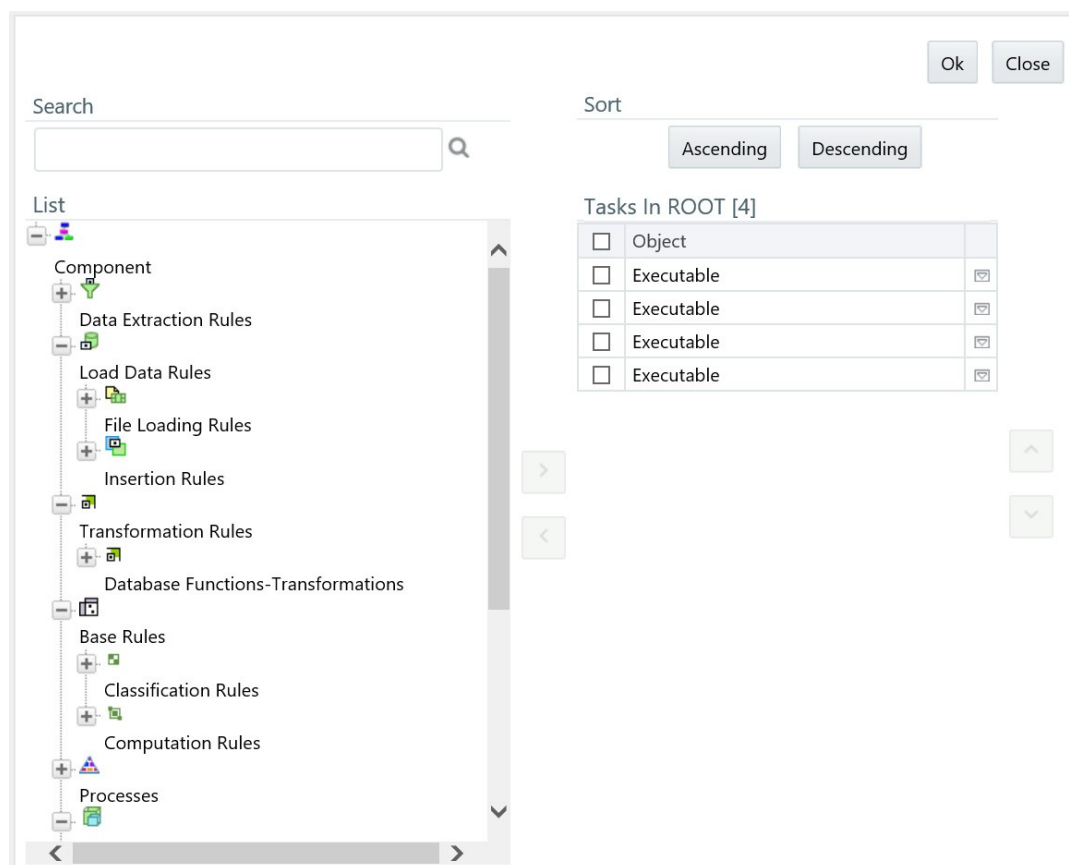 Ok Close
Search
Sort
Ascending Descending
List
Tasks In ROOT [4]
Object
Executable
Executable
Executable
Executable
Component
Data Extraction Rules
Load Data Rules
File Loading Rules
Insertion Rules
Transformation Rules
Database Functions-Transformations
Base Rules
Classification Rules
Computation Rules
Processes